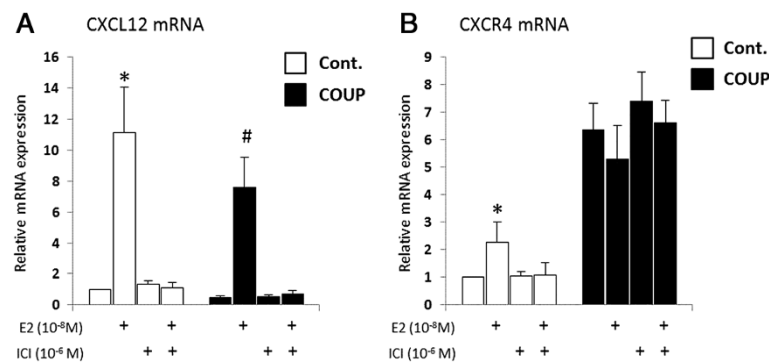 A CXCL12 mRNA
Relative mRNA expression
16
14
12
10
8
6
4
2
0
*
#
Cont.
COUP
E2 (10⁻⁸M) + + + +
ICI (10⁻⁶ M) + + + +
B CXCR4 mRNA
Relative mRNA expression
9
8
7
6
5
4
3
2
1
0
*
Cont.
COUP
E2 (10⁻⁸M) + + + +
ICI (10⁻⁶ M) + + + +